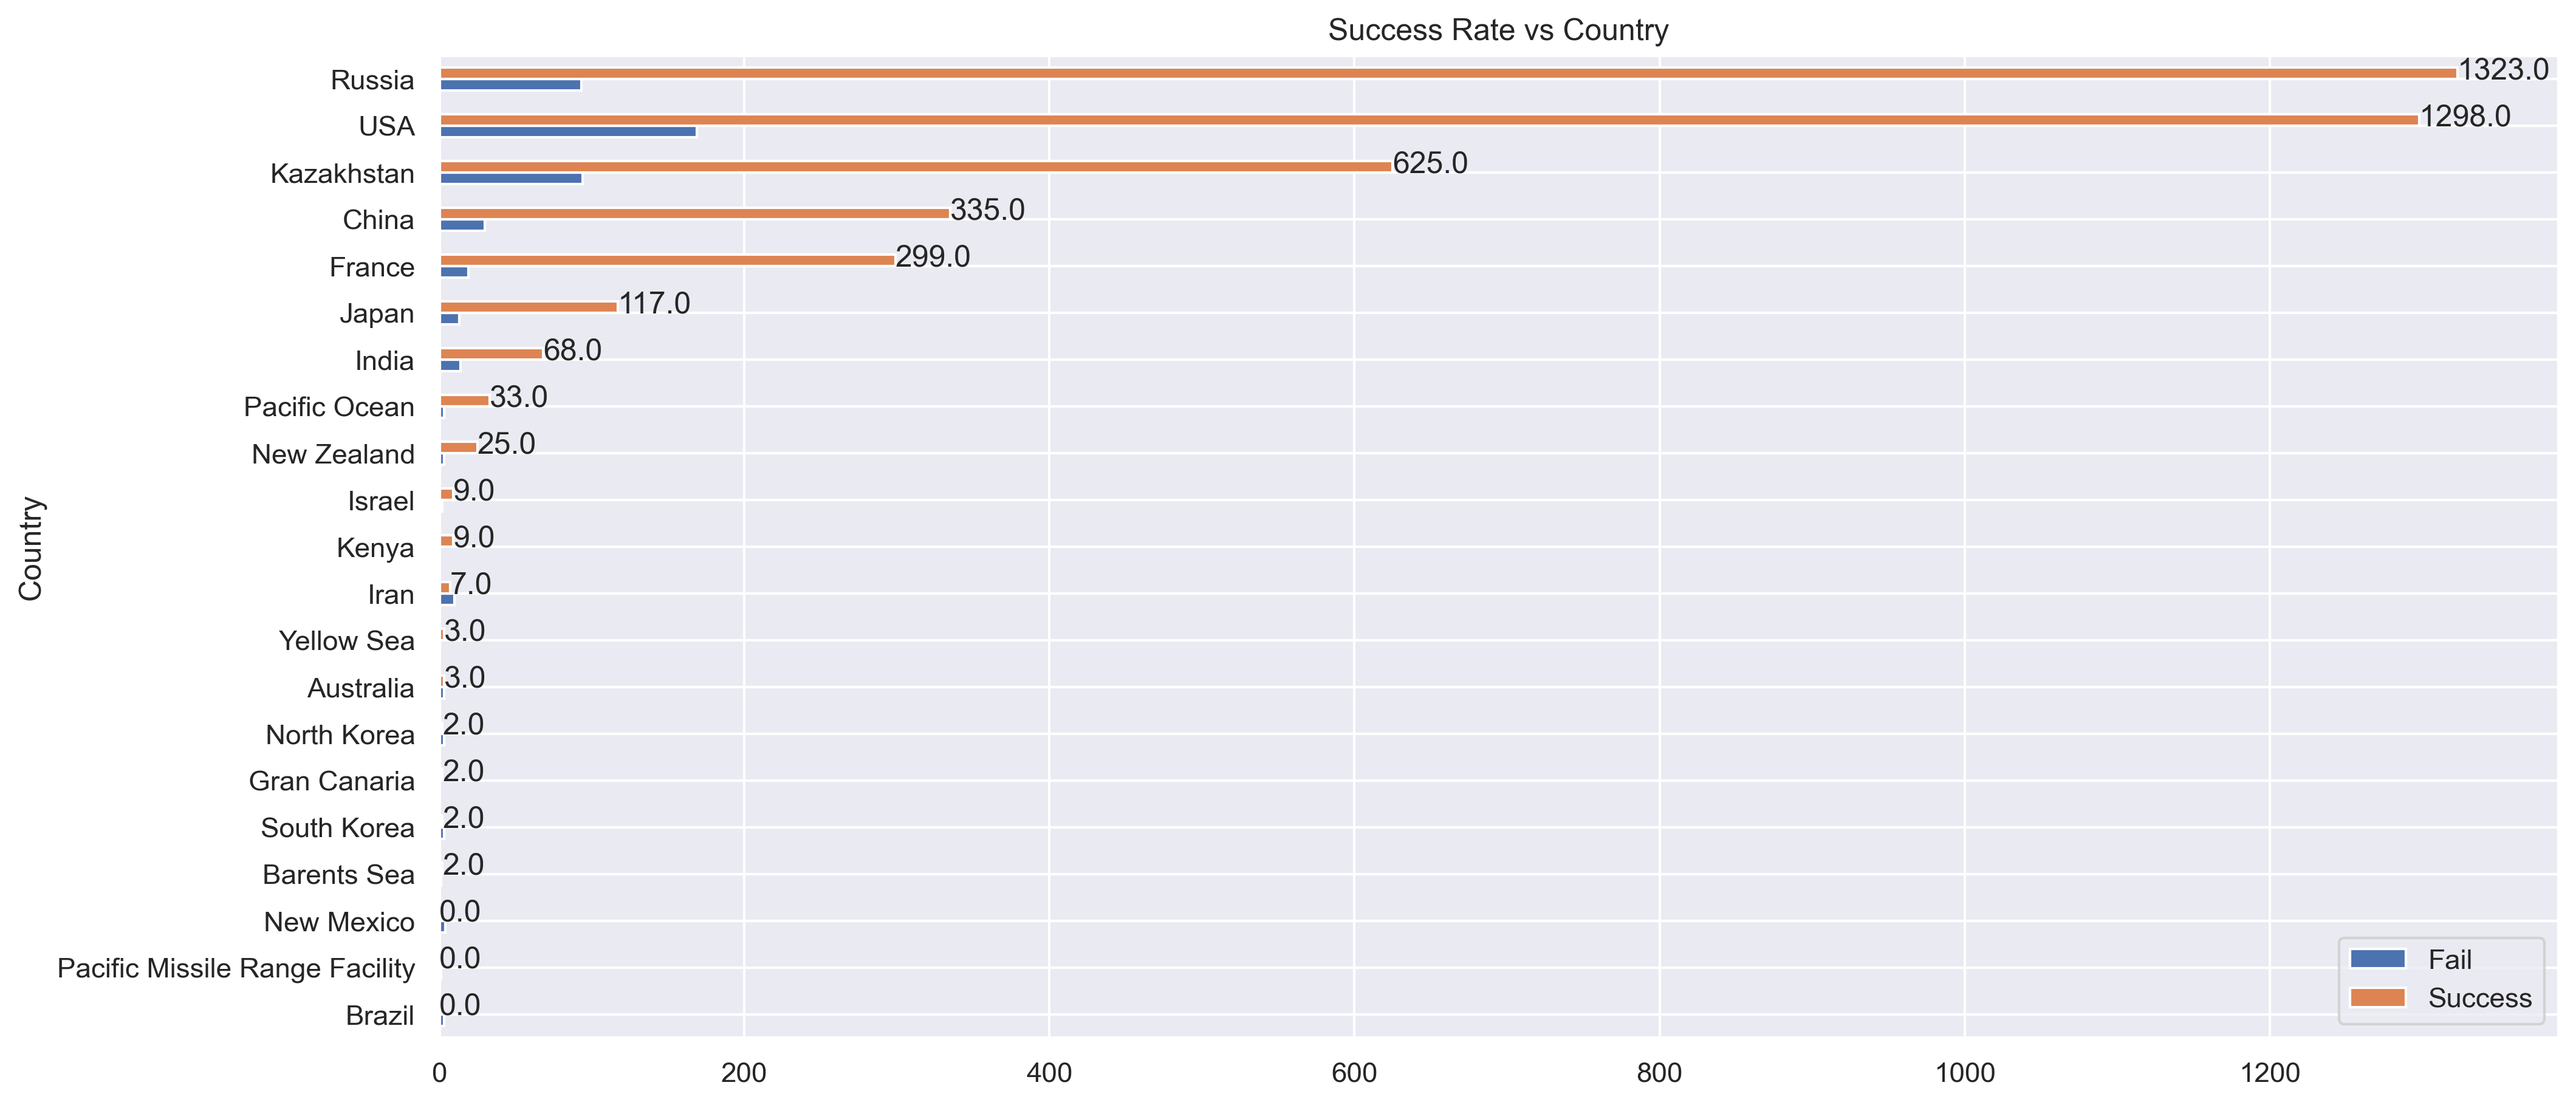 Success Rate vs Country
Country
Russia 1323.0
USA 1298.0
Kazakhstan 625.0
China 335.0
France 299.0
Japan 117.0
India 68.0
Pacific Ocean 33.0
New Zealand 25.0
Israel 9.0
Kenya 9.0
Iran 7.0
Yellow Sea 3.0
Australia 3.0
North Korea 2.0
Gran Canaria 2.0
South Korea 2.0
Barents Sea 2.0
New Mexico 0.0
Pacific Missile Range Facility 0.0
Brazil 0.0
Fail
Success
0 200 400 600 800 1000 1200